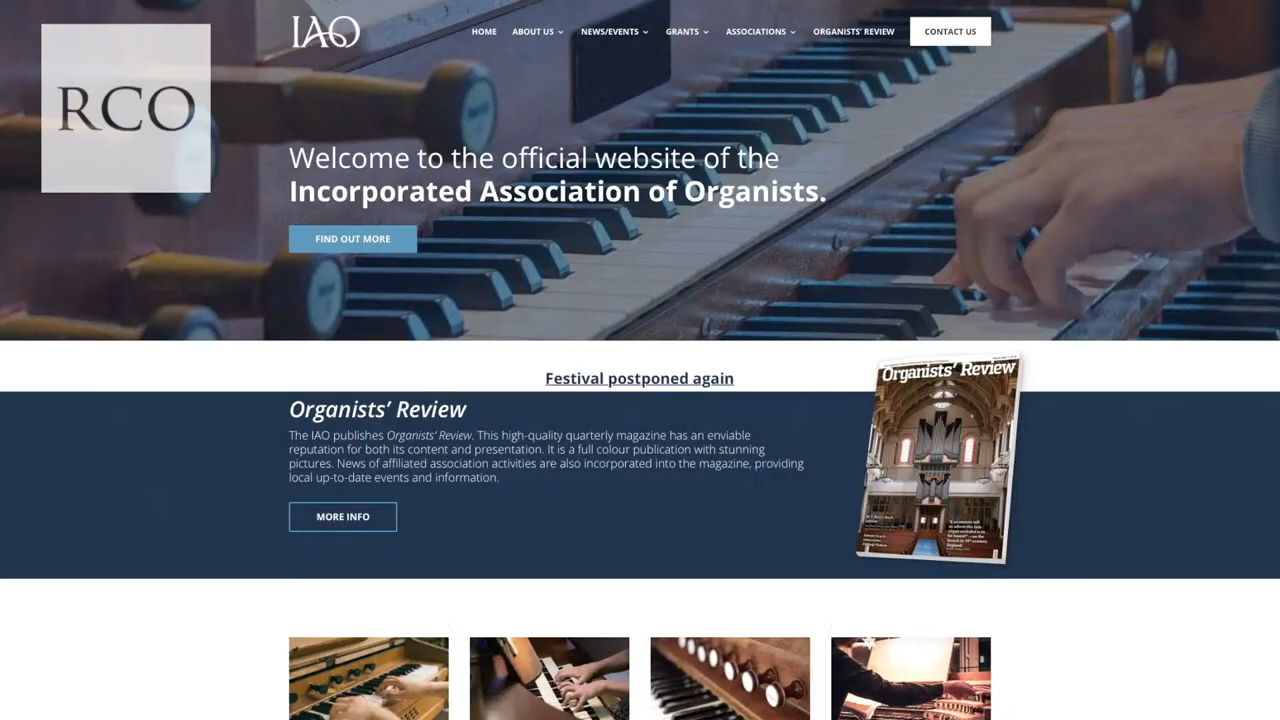 RCO
IAO
HOME ABOUT US NEWS/EVENTS GRANTS ASSOCIATIONS ORGANISTS' REVIEW CONTACT US
Welcome to the official website of the
Incorporated Association of Organists.
FIND OUT MORE
Festival postponed again
Organists' Review
The IAO publishes Organists' Review. This high-quality quarterly magazine has an enviable
reputation for both its content and presentation. It is a full colour publication with stunning
pictures. News of affiliated association activities are also incorporated into the magazine, providing
local up-to-date events and information.
MORE INFO
Organists' Review